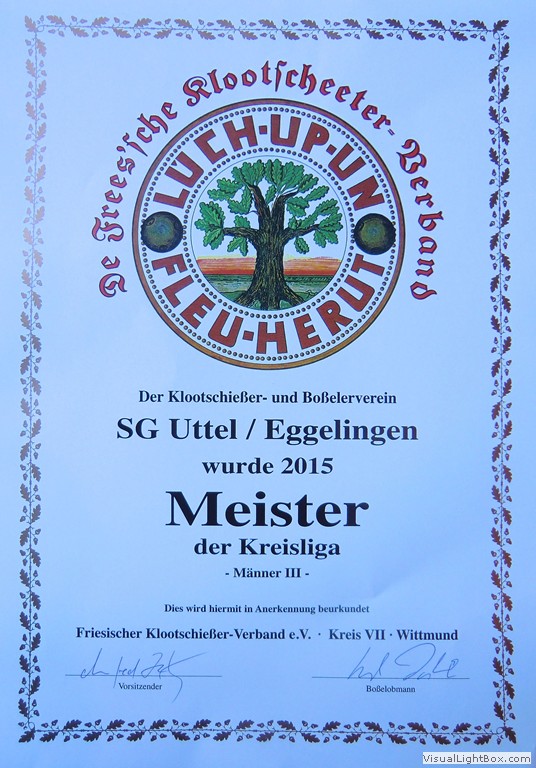 De Frees'sche Klootscheeter-Verband
LUCH·UP·UN
FLEU-HERUT
Der Klootschießer- und Boßelerverein
SG Uttel / Eggelingen
wurde 2015
Meister
der Kreisliga
- Männer III -
Dies wird hiermit in Anerkennung beurkundet
Friesischer Klootschießer-Verband e.V. · Kreis VII · Wittmund
Vorsitzender
Boßelobmann
VisualLightBox.com